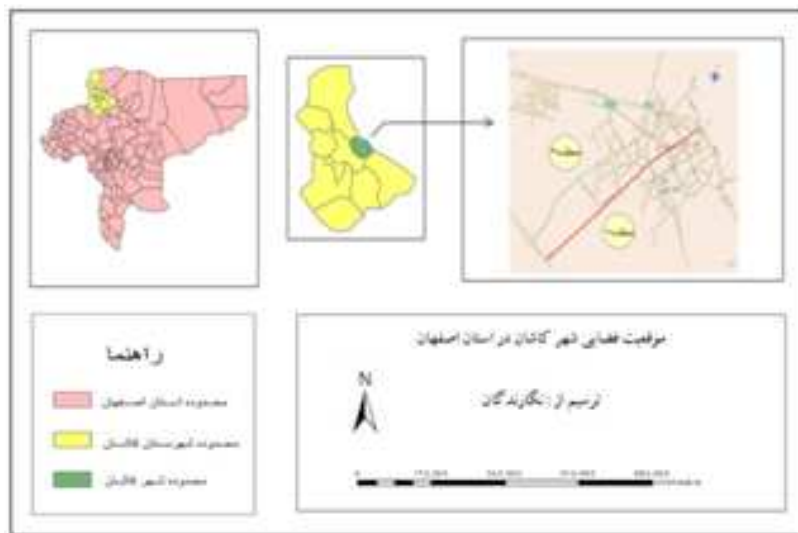 موقعیت فضایی شهر کاشان در استان اصفهان
ترسیم از: نگارندگان
N
0
راهنما
محدوده استان اصفهان
محدوده شهرستان کاشان
محدوده شهر کاشان